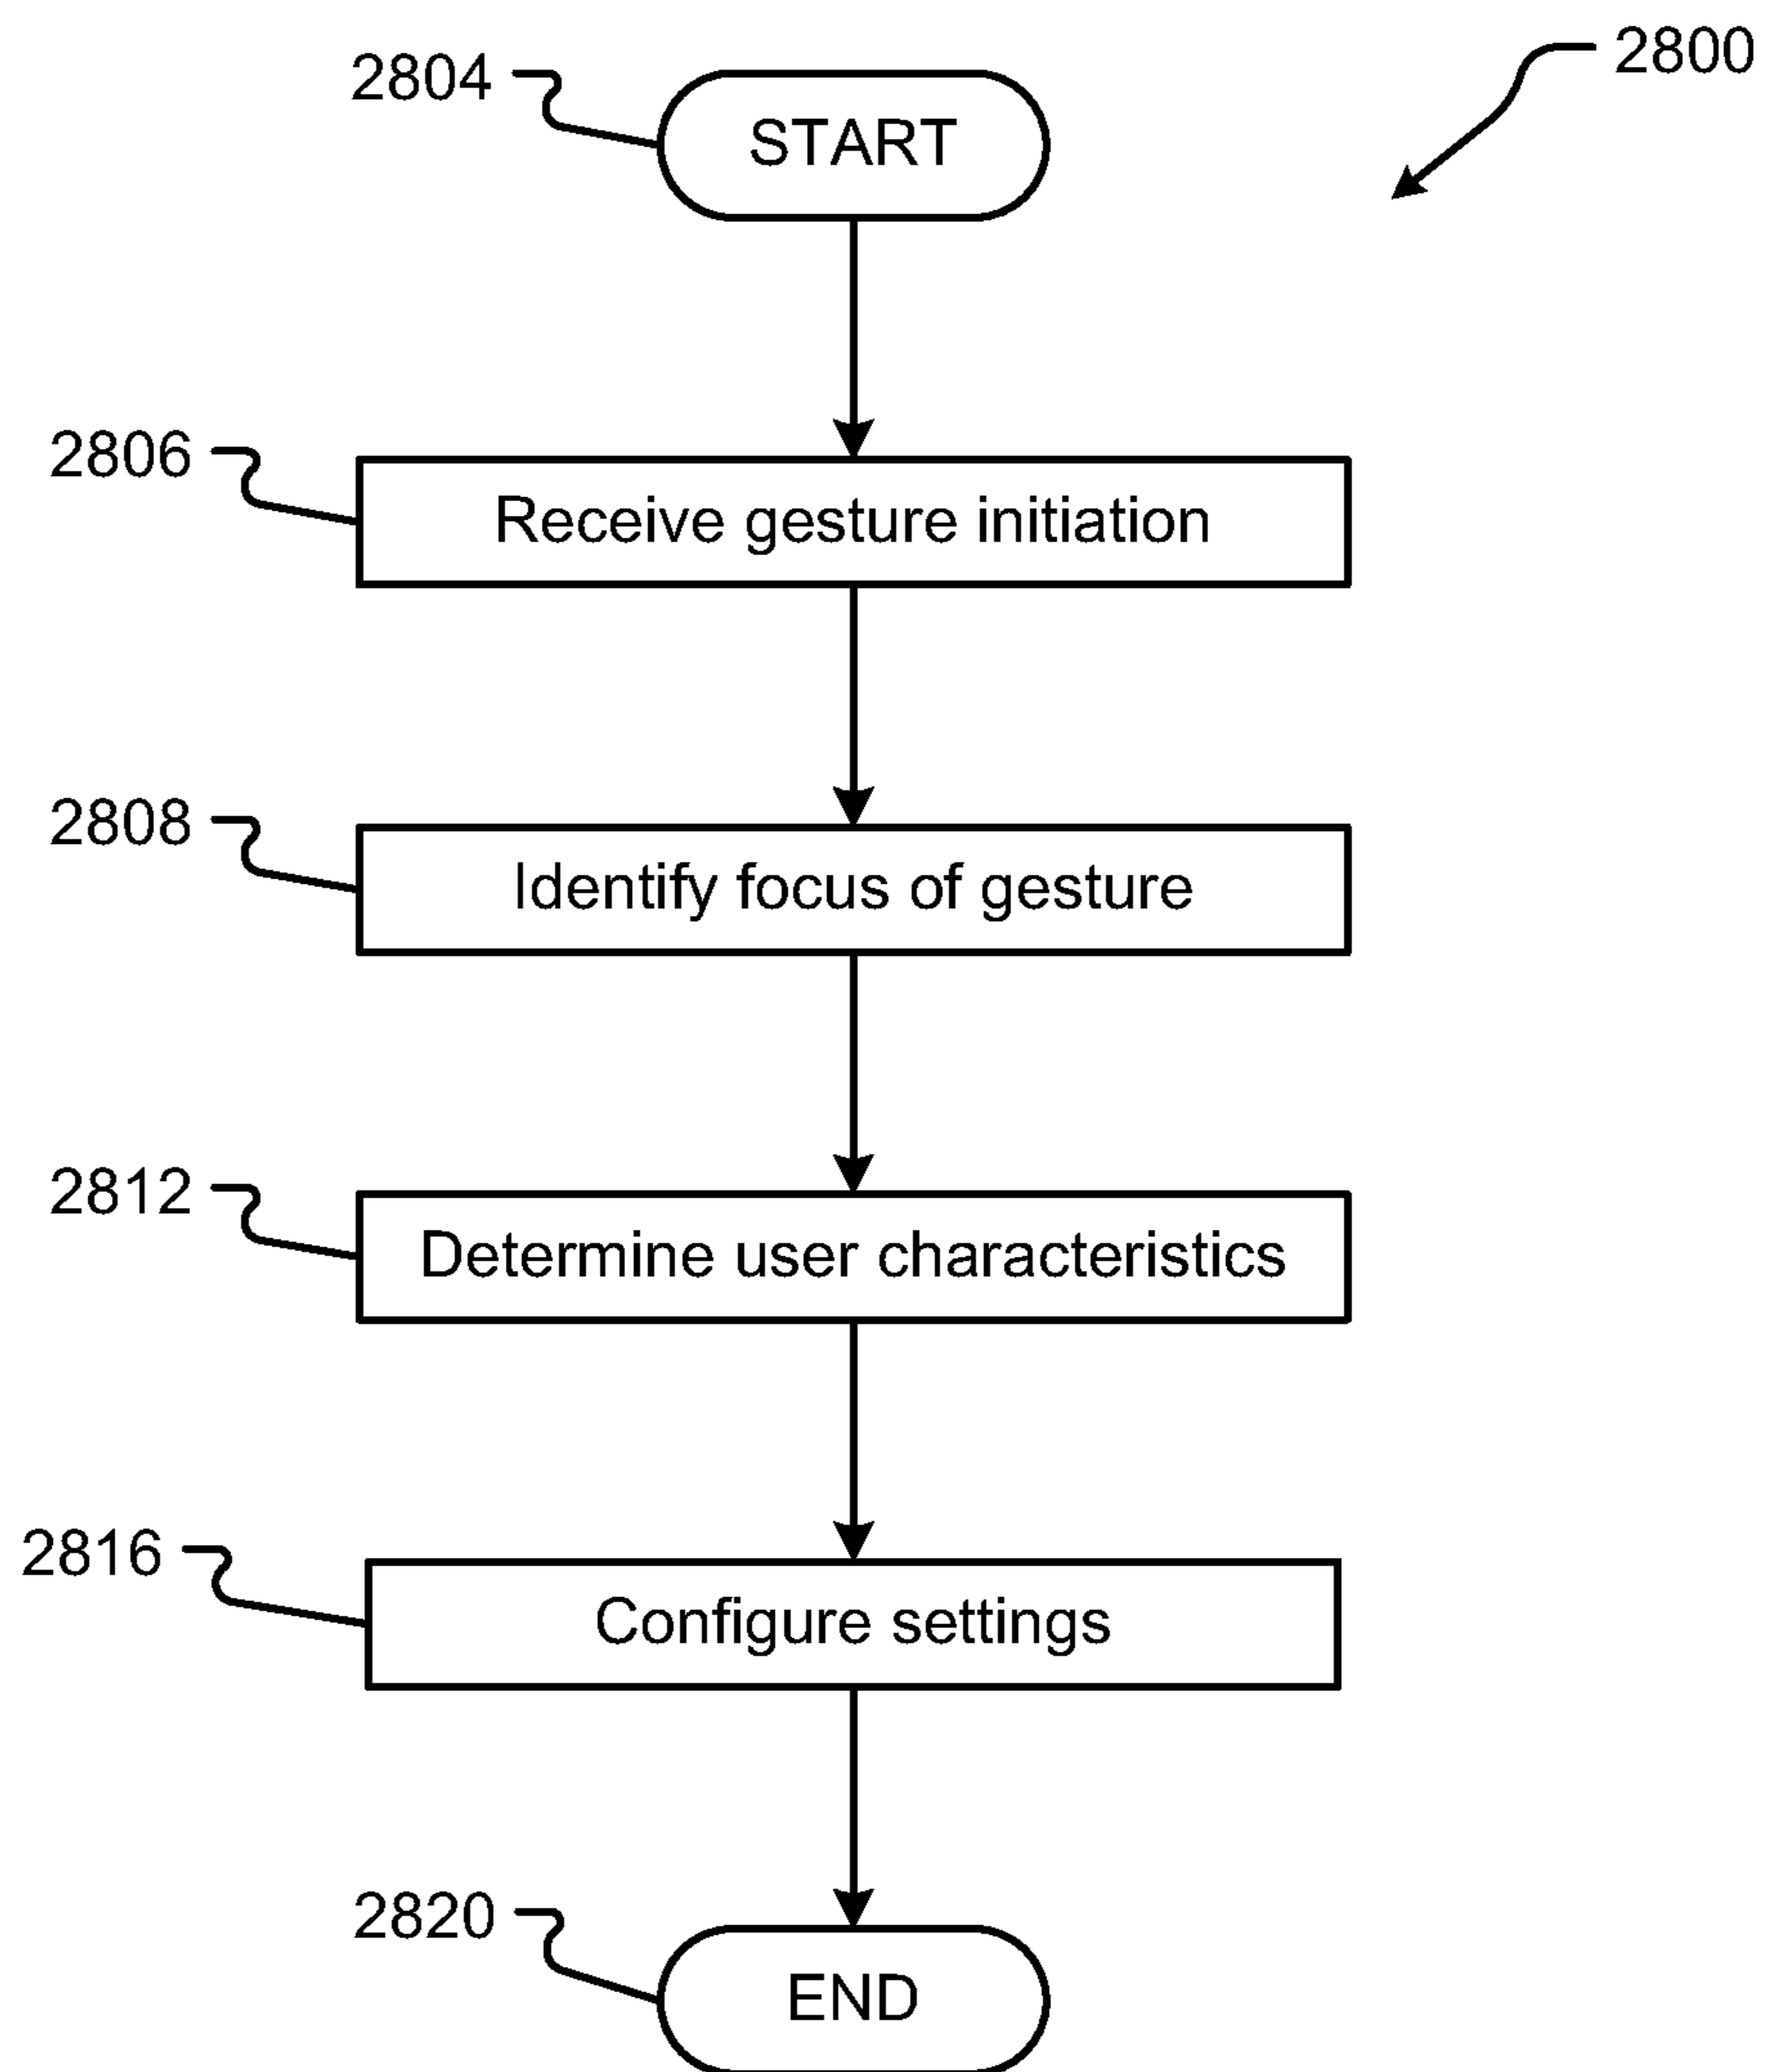 2800
2804
START
2806
Receive gesture initiation
2808
Identify focus of gesture
2812
Determine user characteristics
2816
Configure settings
2820
END